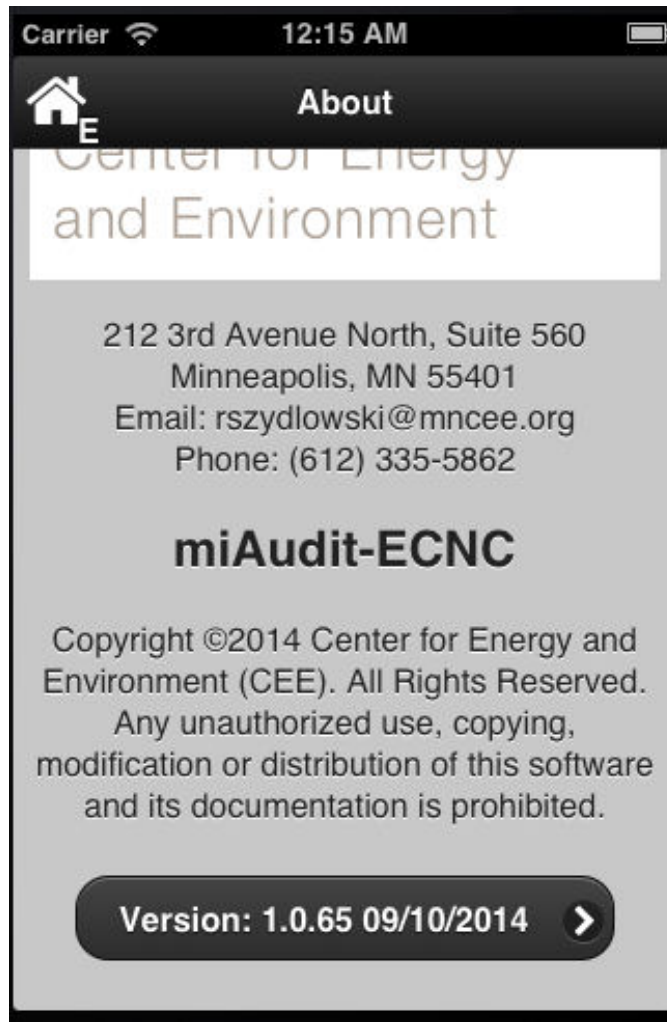 Carrier 12:15 AM
E About
Center for Energy
and Environment
212 3rd Avenue North, Suite 560
Minneapolis, MN 55401
Email: rszydlowski@mncee.org
Phone: (612) 335-5862
miAudit-ECNC
Copyright ©2014 Center for Energy and
Environment (CEE). All Rights Reserved.
Any unauthorized use, copying,
modification or distribution of this software
and its documentation is prohibited.
Version: 1.0.65 09/10/2014